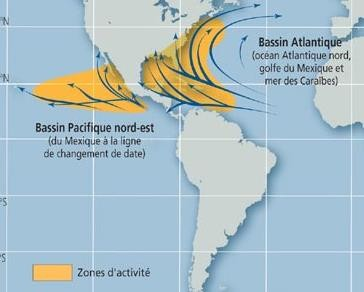 N
Bassin Atlantique
(océan Atlantique nord,
golfe du Mexique et
mer des Caraïbes)
°N
Bassin Pacifique nord-est
(du Mexique à la ligne
de changement de date)
°S
°S
Zones d'activité